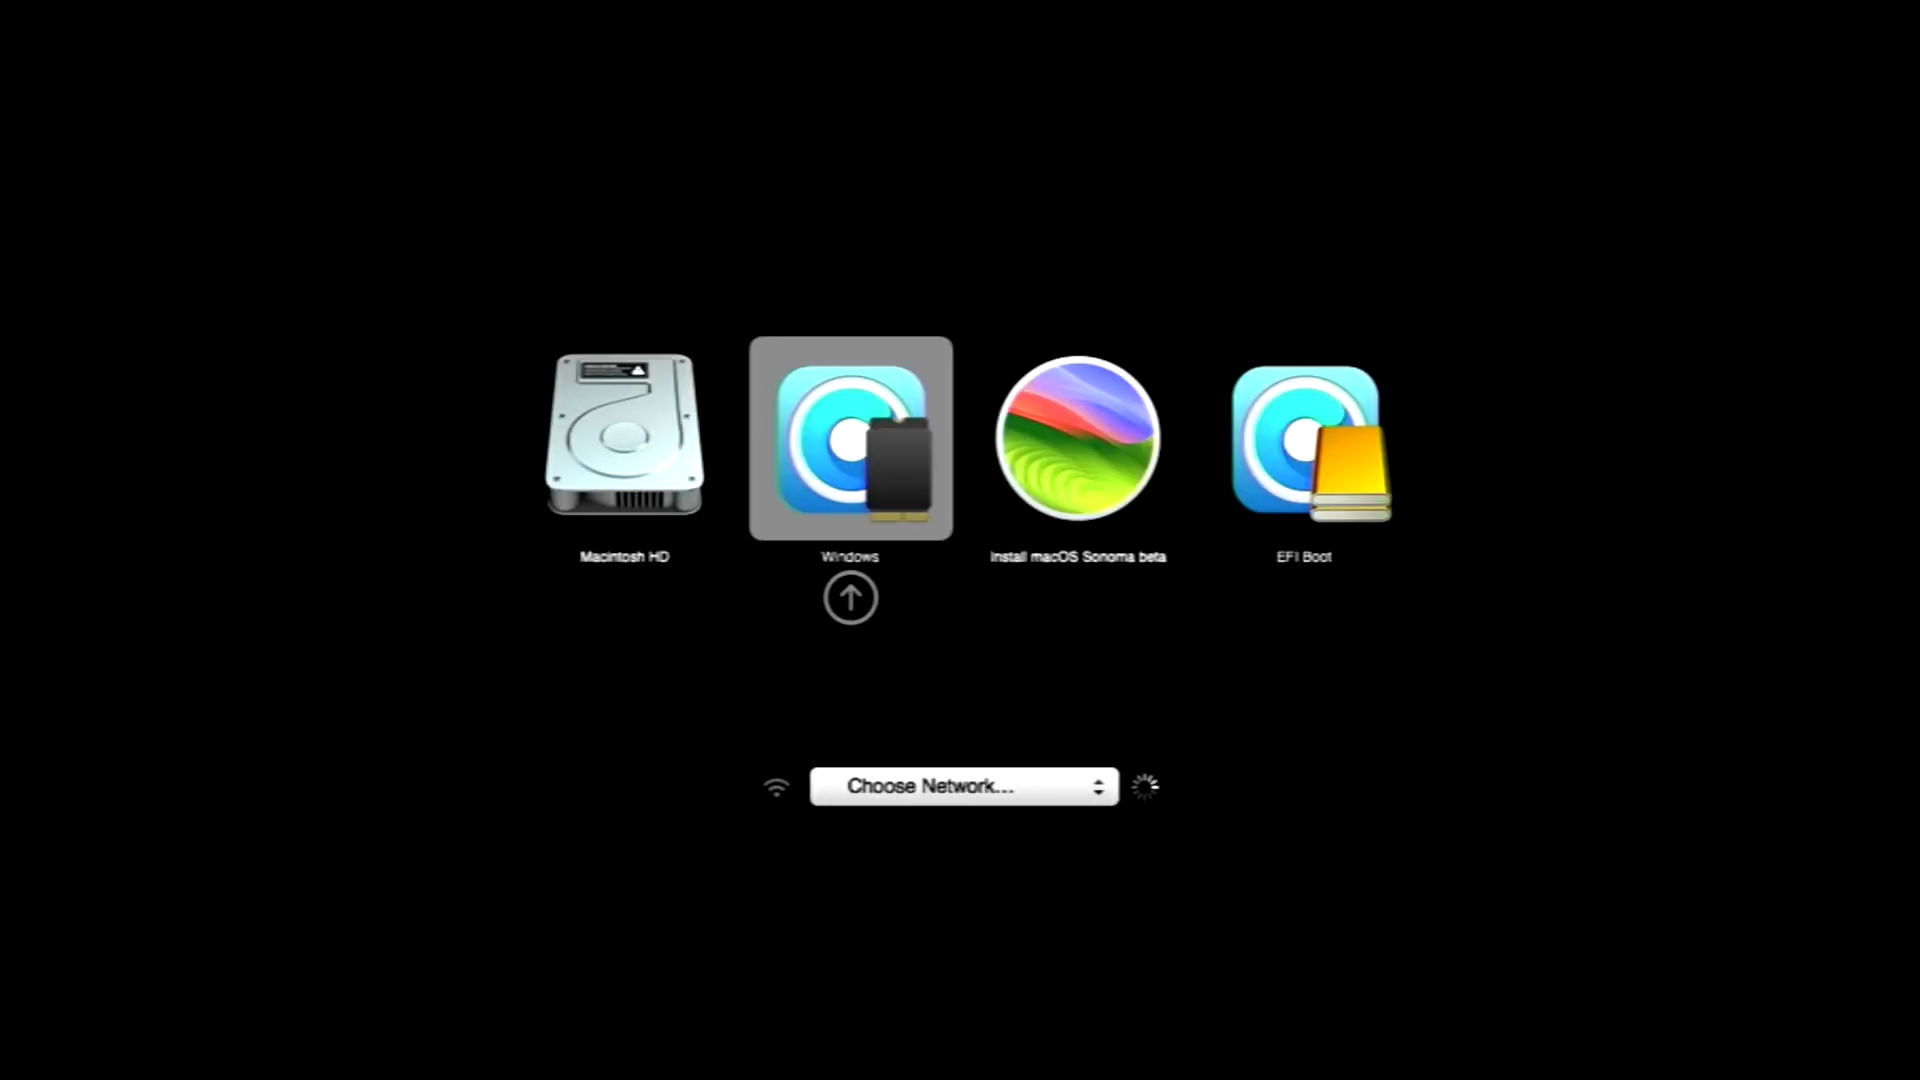 Macintosh HD
Windows
Install macOS Sonoma beta
EFI Boot
Choose Network...